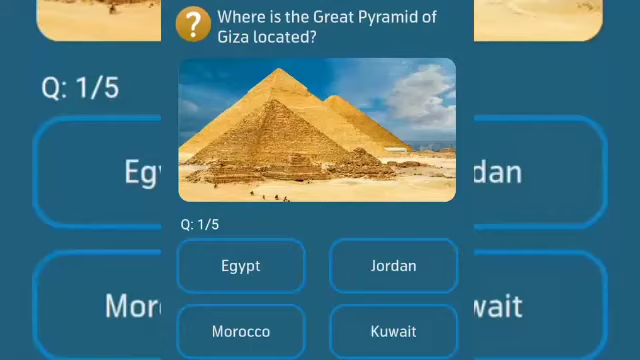 ?
Where is the Great Pyramid of
Giza located?
Q: 1/5
Q: 1/5
Egypt
Jordan
Morocco
Kuwait